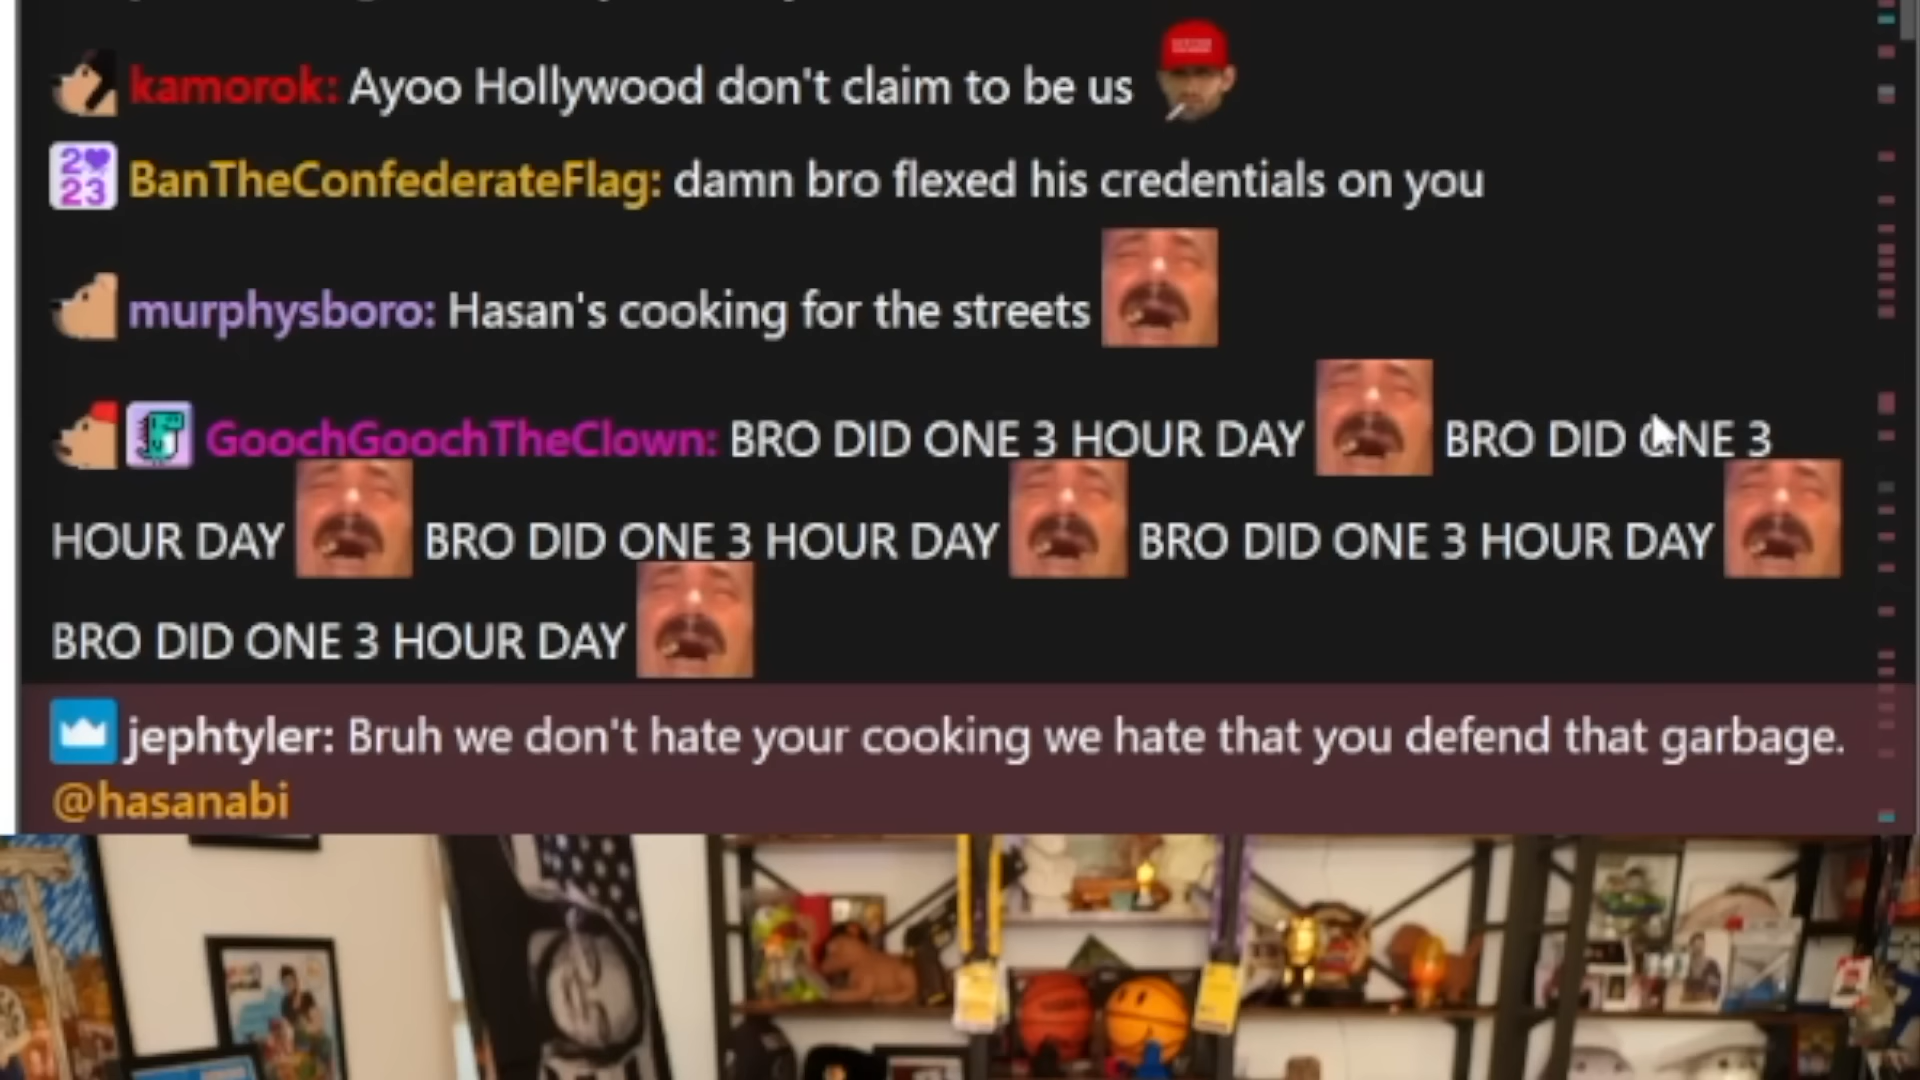 kamorok: Ayoo Hollywood don't claim to be us
2
23
BanTheConfederateFlag: damn bro flexed his credentials on you
murphysboro: Hasan's cooking for the streets
GoochGoochTheClown: BRO DID ONE 3 HOUR DAY BRO DID ONE 3
HOUR DAY BRO DID ONE 3 HOUR DAY BRO DID ONE 3 HOUR DAY
BRO DID ONE 3 HOUR DAY
jephtyler: Bruh we don't hate your cooking we hate that you defend that garbage.
@hasanabi